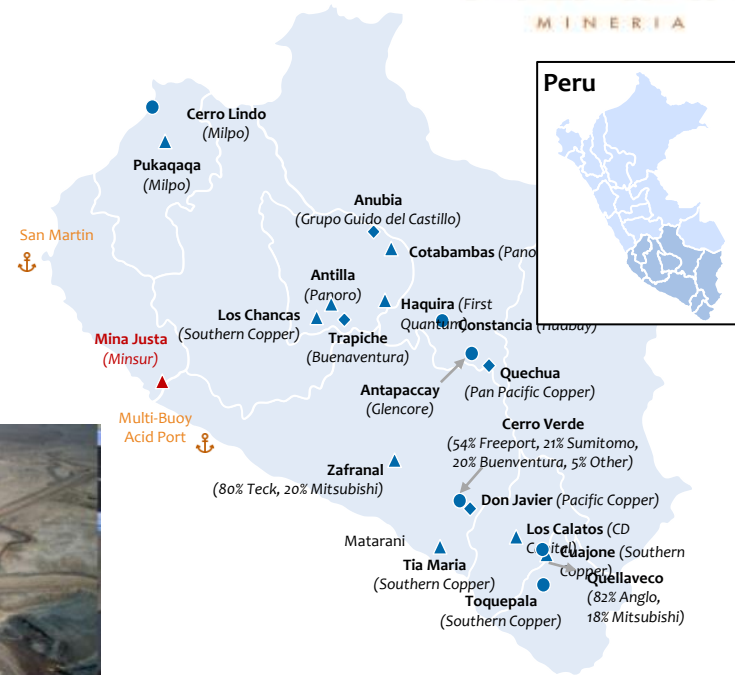 MINERIA
Peru
Cerro Lindo
(Milpo)
Pukaqaqa
(Milpo)
Anubia
(Grupo Guido del Castillo)
San Martin
Cotabambas (Pano
Antilla
(Panoro)
Haquira (First
Quantum)
Constancia (Hudbay)
Los Chancas
(Southern Copper)
Trapiche
(Buenaventura)
Mina Justa
(Minsur)
Quechua
(Pan Pacific Copper)
Antapaccay
(Glencore)
Multi-Buoy
Acid Port
Cerro Verde
(54% Freeport, 21% Sumitomo,
20% Buenventura, 5% Other)
Zafranal
(80% Teck, 20% Mitsubishi)
Don Javier (Pacific Copper)
Los Calatos (CD
Capital)
Matarani
Cuajone (Southern
Copper)
Tia Maria
(Southern Copper)
Quellaveco
(82% Anglo,
18% Mitsubishi)
Toquepala
(Southern Copper)